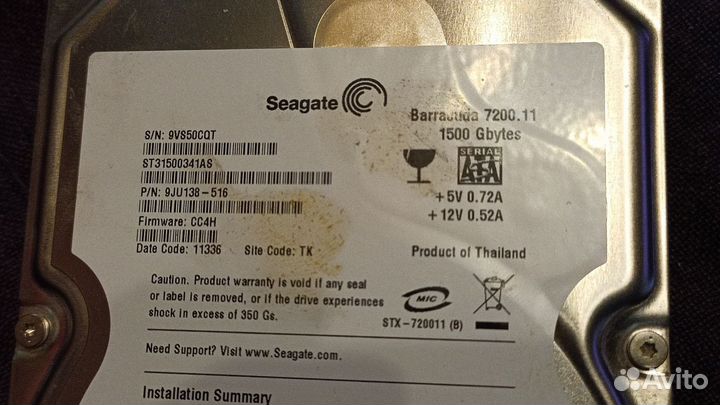 Seagate
Barracuda 7200.11
1500 Gbytes
S/N: 9VS50CQT
ST31500341AS
P/N: 9JU138-516
Firmware: CC4H
Date Code: 11336 Site Code: TK
SERIAL
ATA
+5V 0.72A
+12V 0.52A
Product of Thailand
Caution. Product warranty is void if any seal
or label is removed, or if the drive experiences
shock in excess of 350 Gs.
MIC
STX-720011 (B)
Need Support? Visit www.Seagate.com.
Installation Summary
Avito